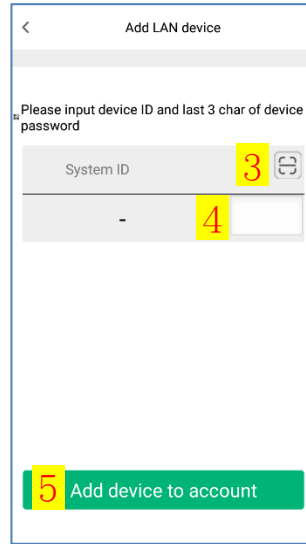 Add LAN device
Please input device ID and last 3 char of device
password
System ID 3
- 4
5 Add device to account